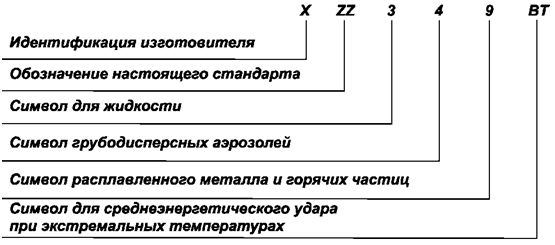 X ZZ 3 4 9 BT
Идентификация изготовителя
Обозначение настоящего стандарта
Символ для жидкости
Символ грубодисперсных аэрозолей
Символ расплавленного металла и горячих частиц
Символ для среднеэнергетического удара
при экстремальных температурах